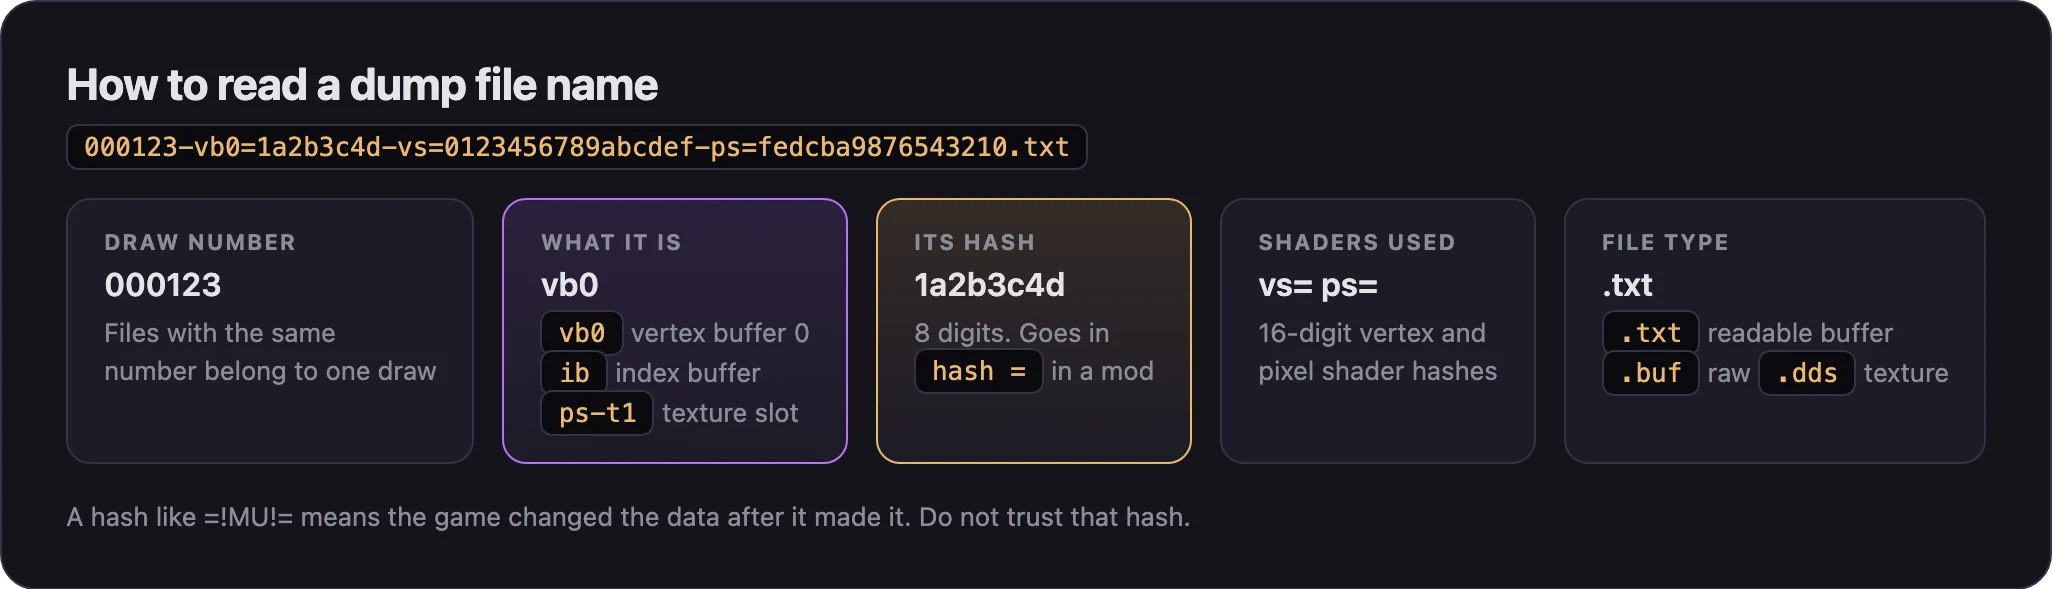 How to read a dump file name
000123-vb0=1a2b3c4d-vs=0123456789abcdef-ps=fedcba9876543210.txt
DRAW NUMBER
000123
Files with the same
number belong to one draw
WHAT IT IS
vb0
vb0 vertex buffer 0
ib index buffer
ps-t1 texture slot
ITS HASH
1a2b3c4d
8 digits. Goes in
hash = in a mod
SHADERS USED
vs= ps=
16-digit vertex and
pixel shader hashes
FILE TYPE
.txt
.txt readable buffer
.buf raw .dds texture
A hash like =!MU!= means the game changed the data after it made it. Do not trust that hash.